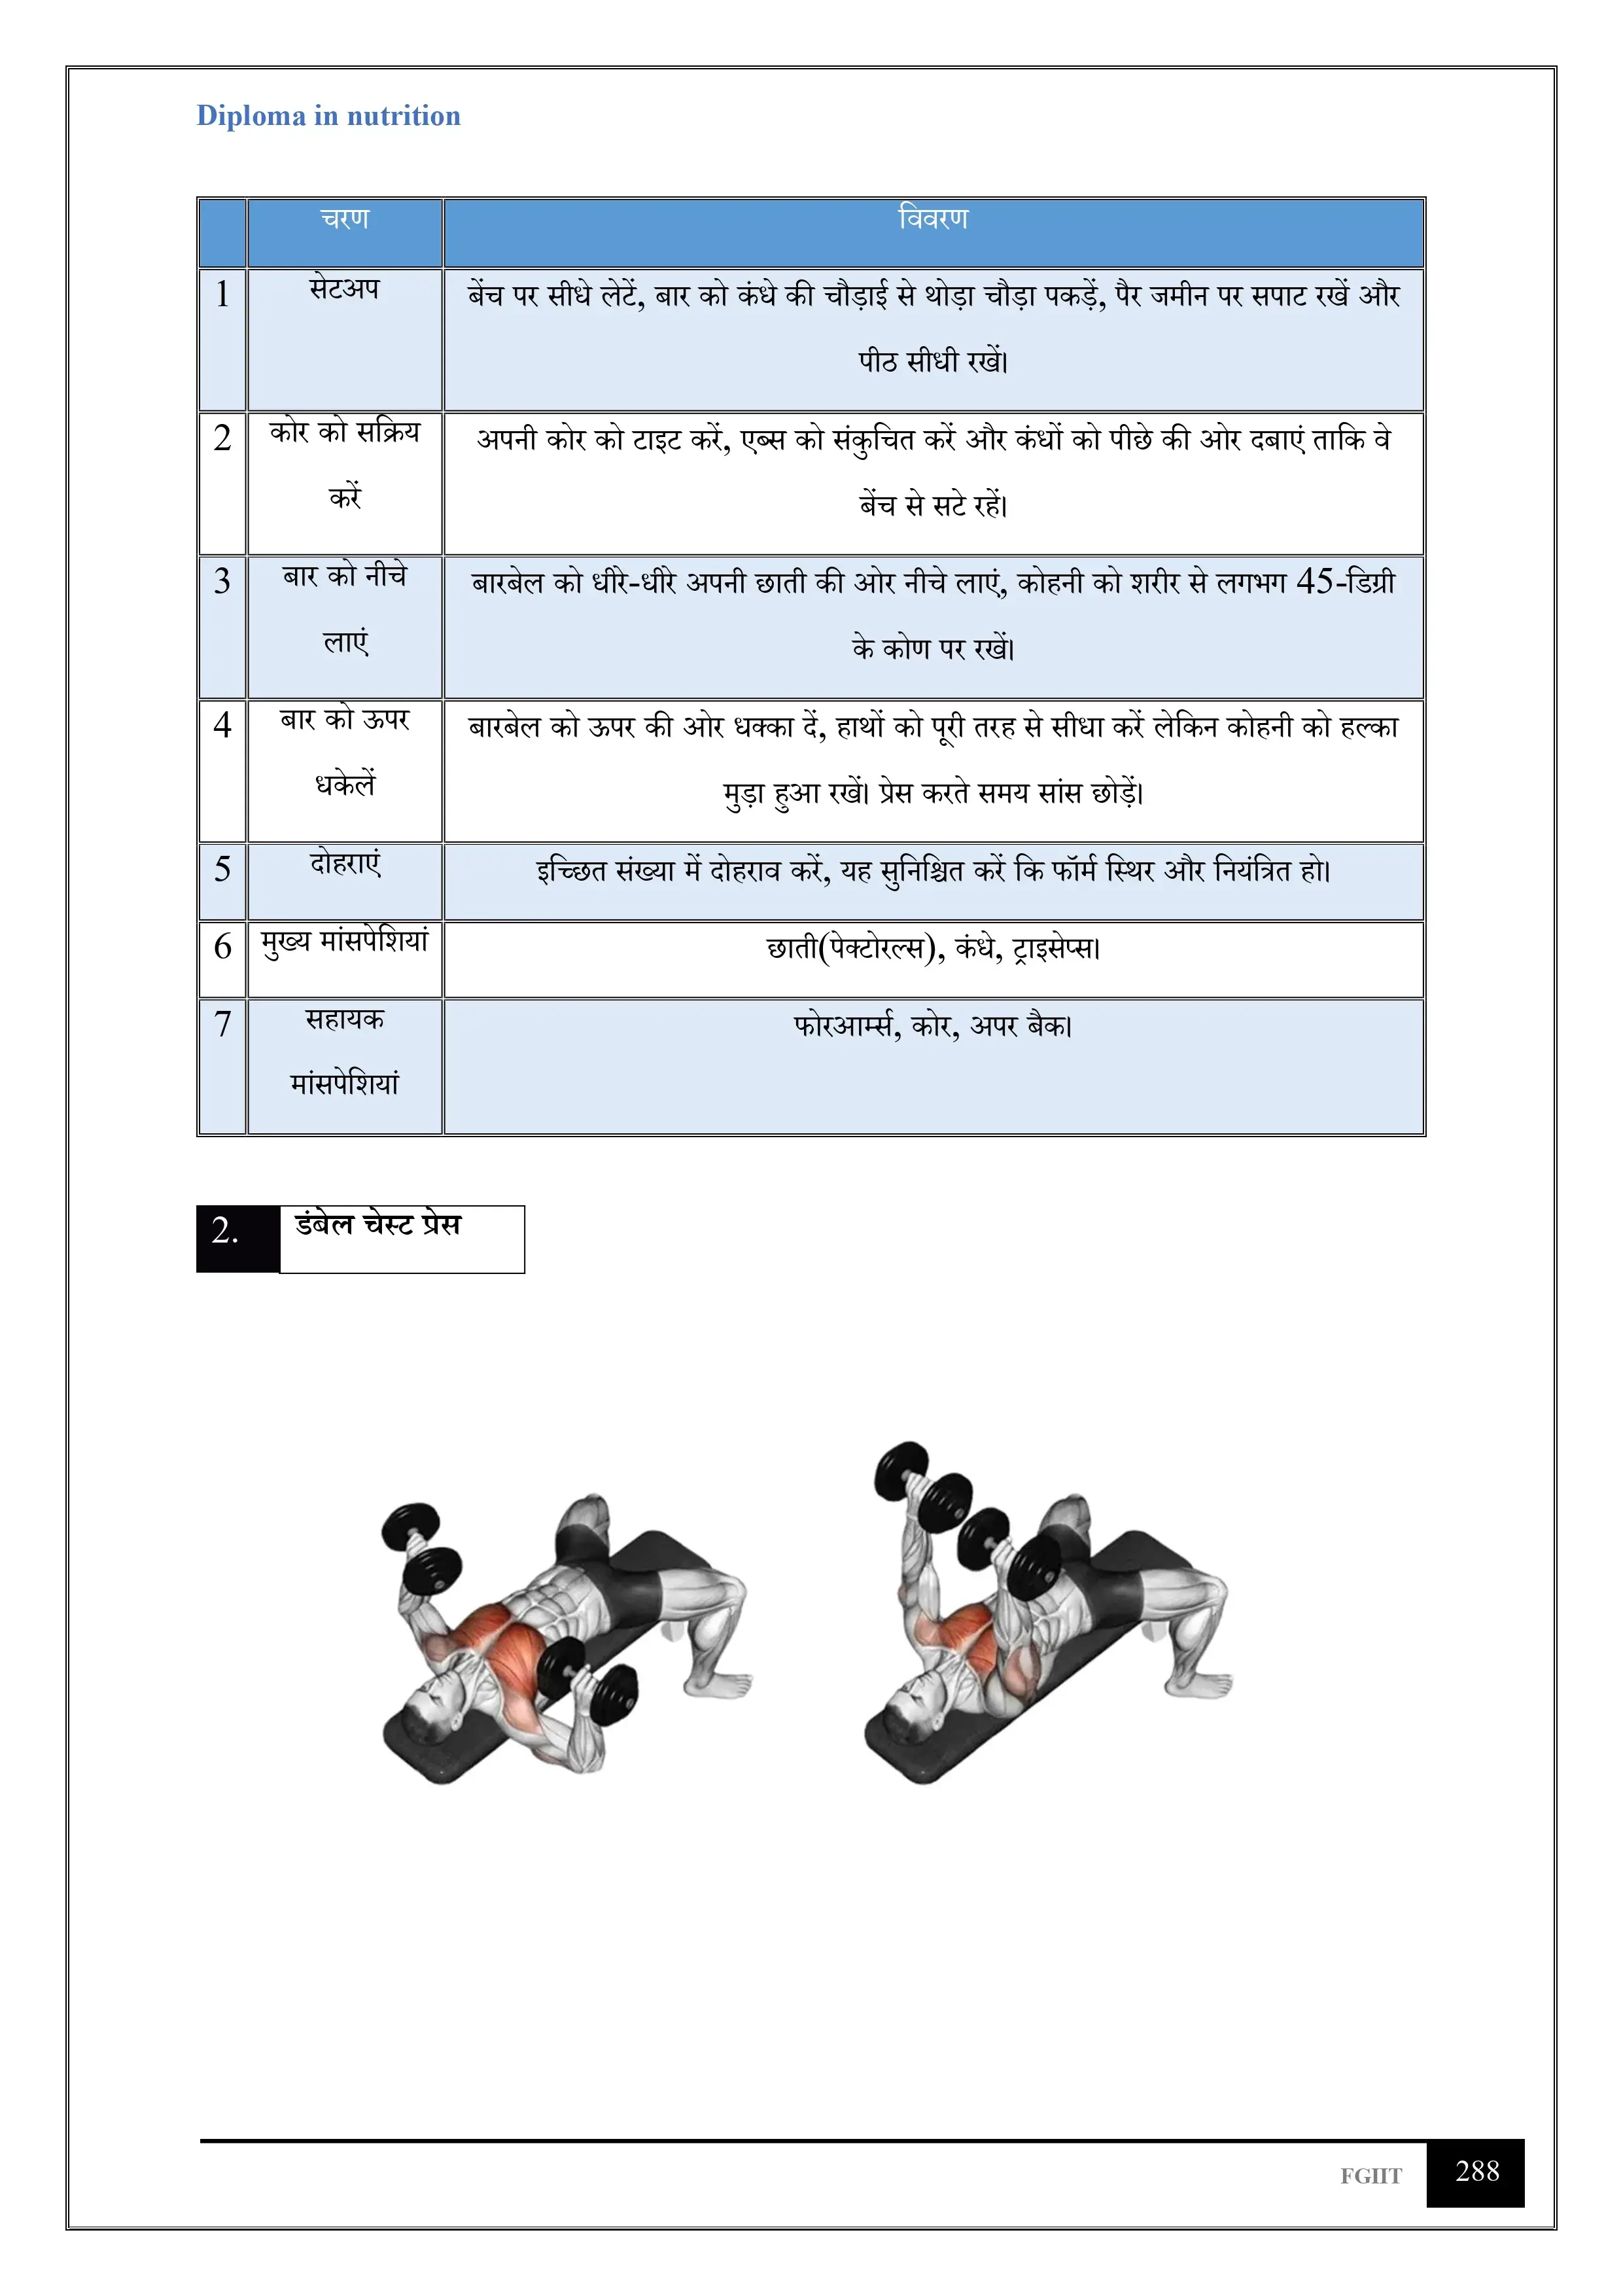 Diploma in nutrition
चरण विवरण
1 सेटअप बेंच पर सीधे लेटें, बार को कंधे की चौड़ाई से थोड़ा चौड़ा पकड़ें, पैर जमीन पर सपाट रखें और
पीठ सीधी रखें।
2 कोर को सक्रिय अपनी कोर को टाइट करें, एब्स को संकुचित करें और कंधों को पीछे की ओर दबाएं ताकि वे
करें बेंच से सटे रहें।
3 बार को नीचे बारबेल को धीरे-धीरे अपनी छाती की ओर नीचे लाएं, कोहनी को शरीर से लगभग 45-डिग्री
लाएं के कोण पर रखें।
4 बार को ऊपर बारबेल को ऊपर की ओर धक्का दें, हाथों को पूरी तरह से सीधा करें लेकिन कोहनी को हल्का
धकेलें मुड़ा हुआ रखें। प्रेस करते समय सांस छोड़ें।
5 दोहराएं इच्छित संख्या में दोहराव करें, यह सुनिश्चित करें कि फॉर्म स्थिर और नियंत्रित हो।
6 मुख्य मांसपेशियां छाती(पेक्टोरल्स), कंधे, ट्राइसेप्स।
7 सहायक फोरआर्म्स, कोर, अपर बैक।
मांसपेशियां
2. डंबेल चेस्ट प्रेस
FGIIT 288